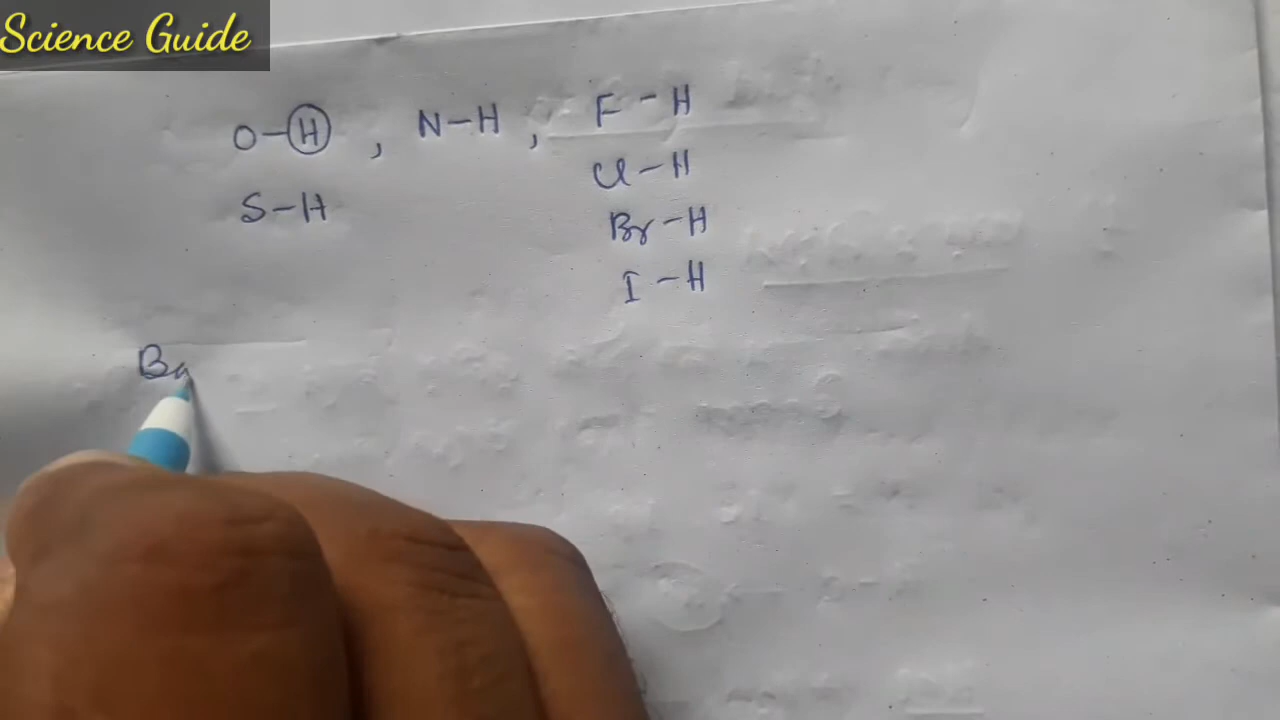 Science Guide
O-H, N-H, F-H
Cl-H
S-H
Br-H
I-H
Ba